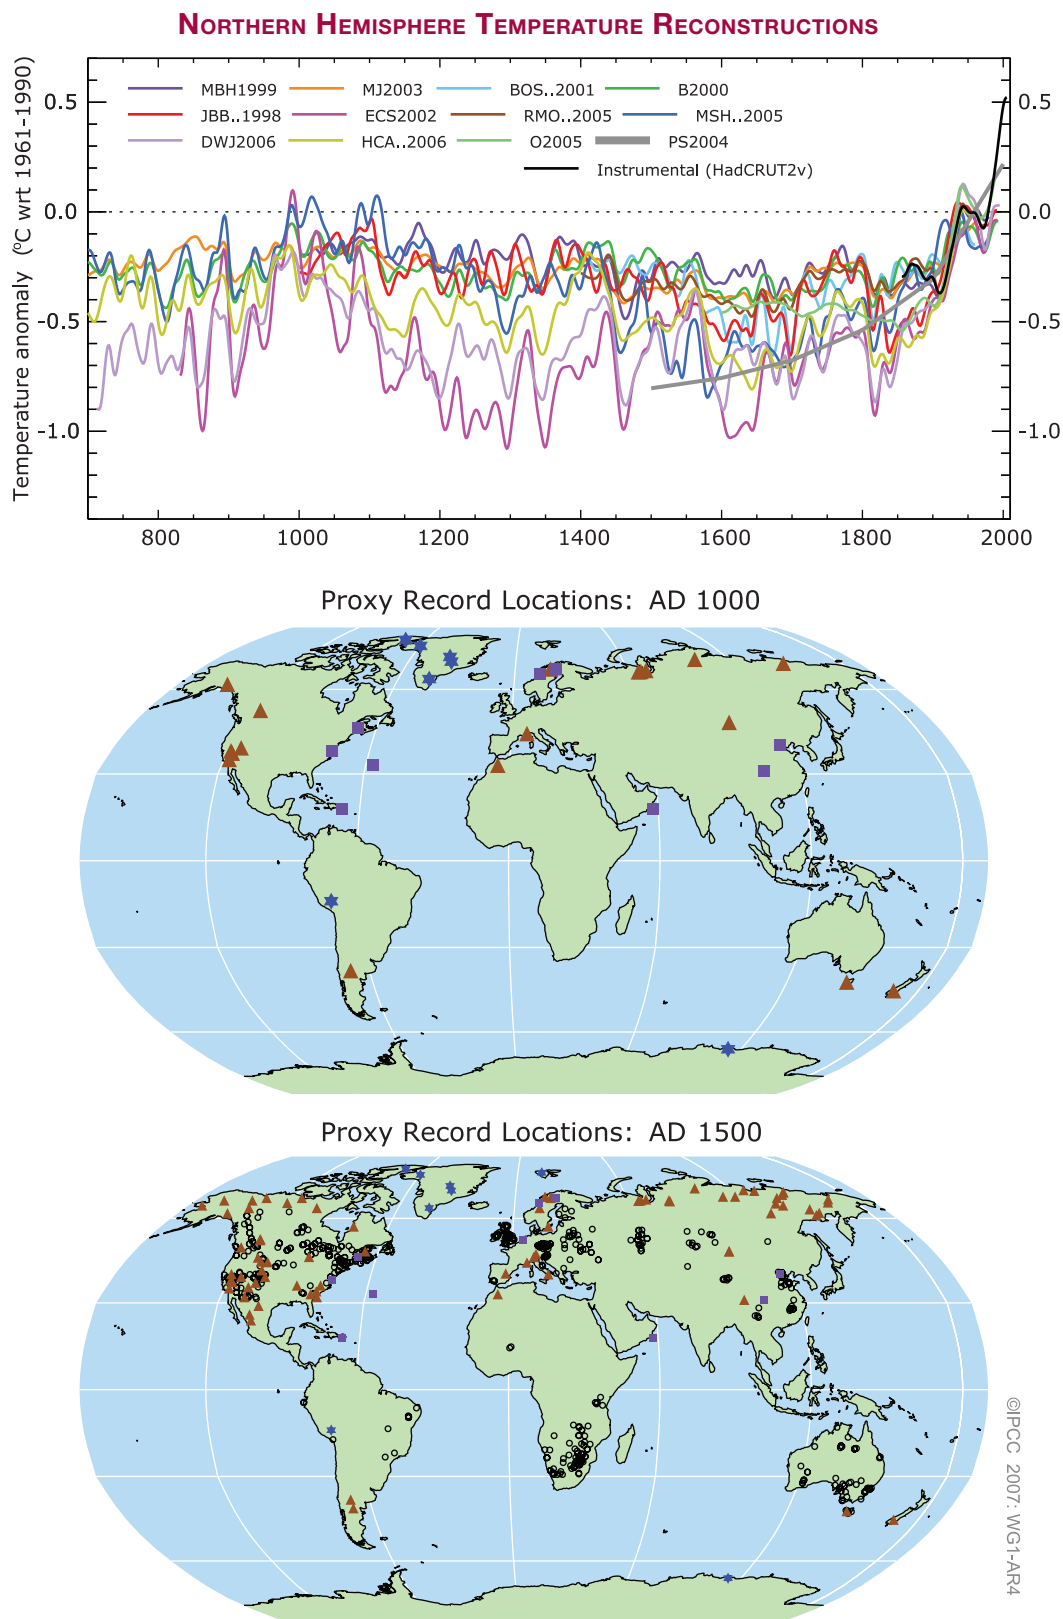 NORTHERN HEMISPHERE TEMPERATURE RECONSTRUCTIONS
Temperature anomaly (°C wrt 1961-1990)
MBH1999 MJ2003 BOS..2001 B2000
JBB..1998 ECS2002 RMO..2005 MSH..2005
DWJ2006 HCA..2006 O2005 PS2004
Instrumental (HadCRUT2v)
0.5 0.5
0.0 0.0
-0.5 -0.5
-1.0 -1.0
800 1000 1200 1400 1600 1800 2000
Proxy Record Locations: AD 1000
Proxy Record Locations: AD 1500
©IPCC 2007: WG1-AR4